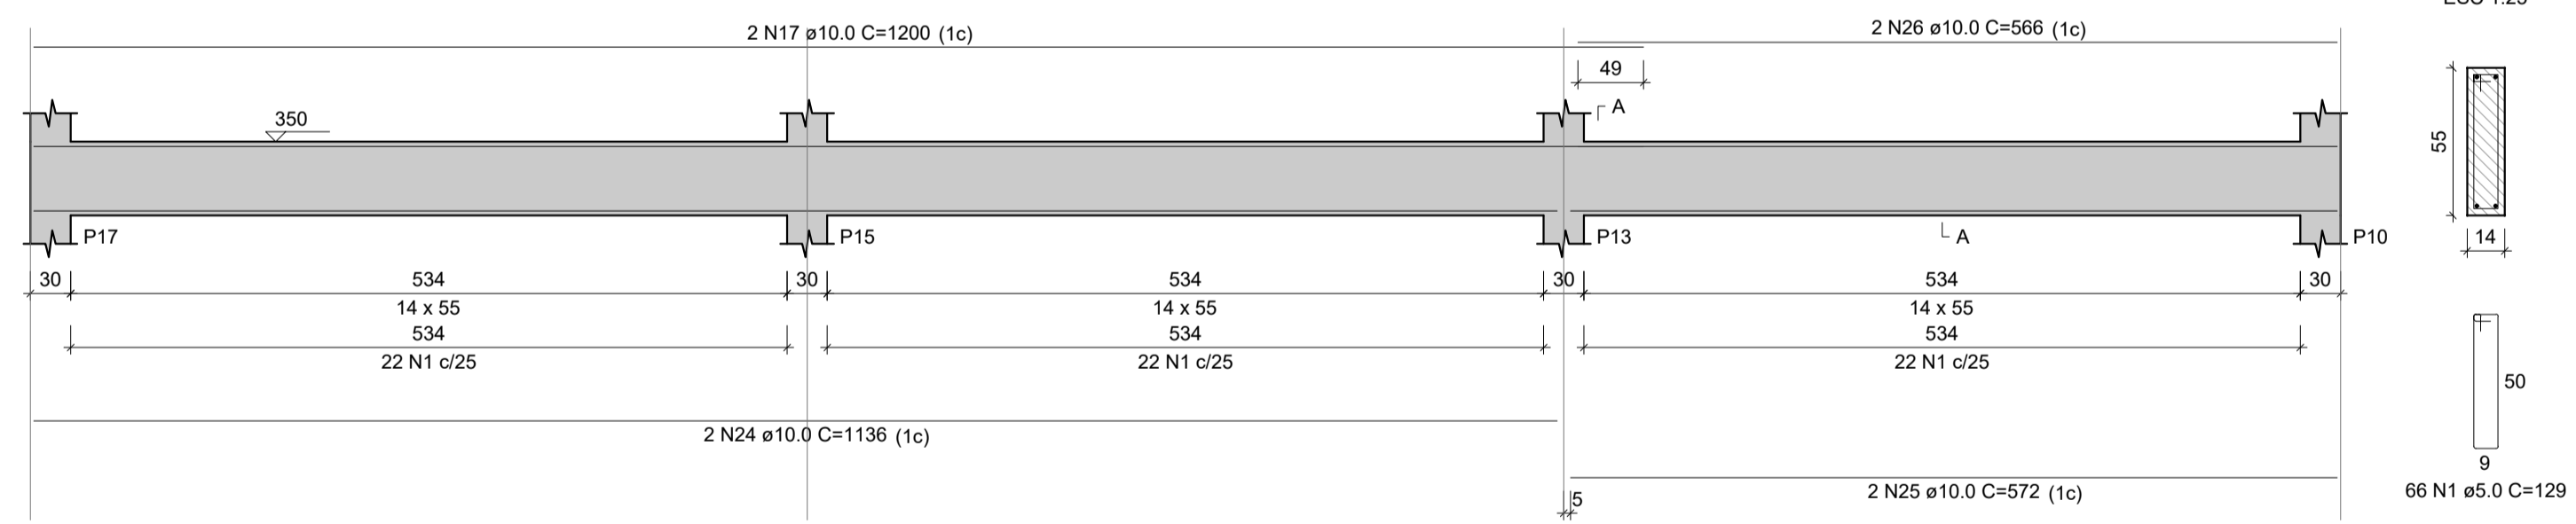 2 N17 ø10.0 C=1200 (1c)
2 N26 ø10.0 C=566 (1c)
49
A
350
55
P17
P15
P13
A
P10
14
30
534
30
534
30
534
30
14 x 55
14 x 55
14 x 55
534
534
534
22 N1 c/25
22 N1 c/25
22 N1 c/25
50
2 N24 ø10.0 C=1136 (1c)
9
2 N25 ø10.0 C=572 (1c)
66 N1 ø5.0 C=129
5